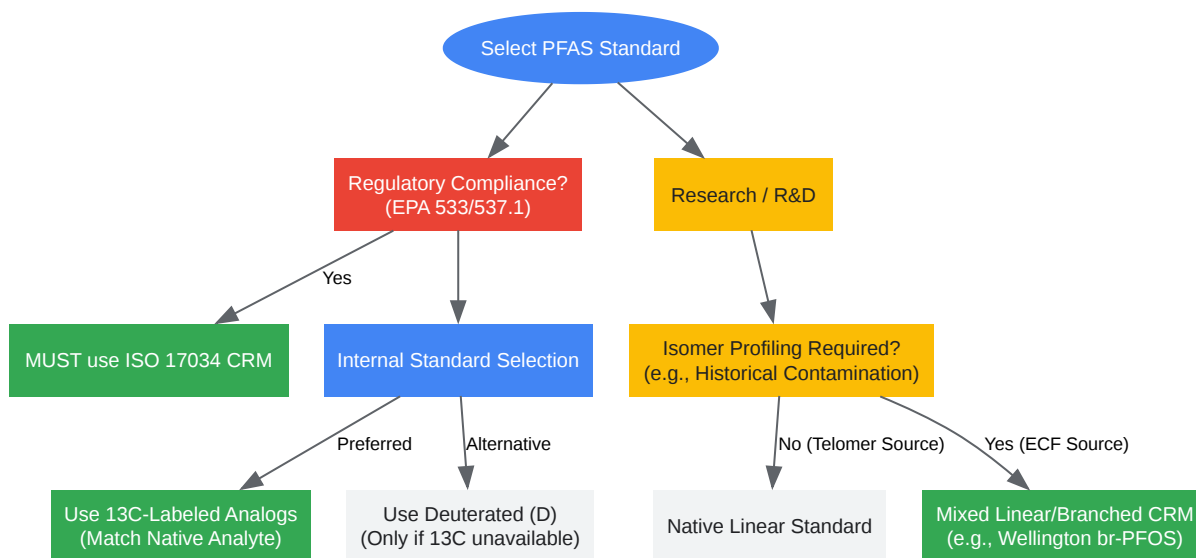 Select PFAS Standard
Regulatory Compliance?
(EPA 533/537.1)
Research / R&D
Yes
MUST use ISO 17034 CRM
Internal Standard Selection
Isomer Profiling Required?
(e.g., Historical Contamination)
Preferred
Alternative
No (Telomer Source)
Yes (ECF Source)
Use 13C-Labeled Analogs
(Match Native Analyte)
Use Deuterated (D)
(Only if 13C unavailable)
Native Linear Standard
Mixed Linear/Branched CRM
(e.g., Wellington br-PFOS)